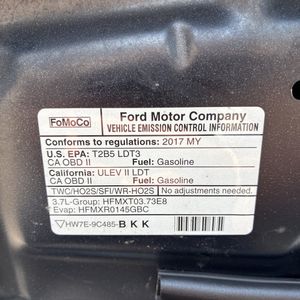 FoMoCo
Ford Motor Company
VEHICLE EMISSION CONTROL INFORMATION
Conforms to regulations: 2017 MY
U.S. EPA: T2B5 LDT3
CA OBD II Fuel: Gasoline
California: ULEV II LDT
CA OBD II Fuel: Gasoline
TWC/HO2S/SFI/WR-HO2S No adjustments needed.
3.7L-Group: HFMXT03.73E8
Evap: HFMXR0145GBC
HW7E-9C485-BKK